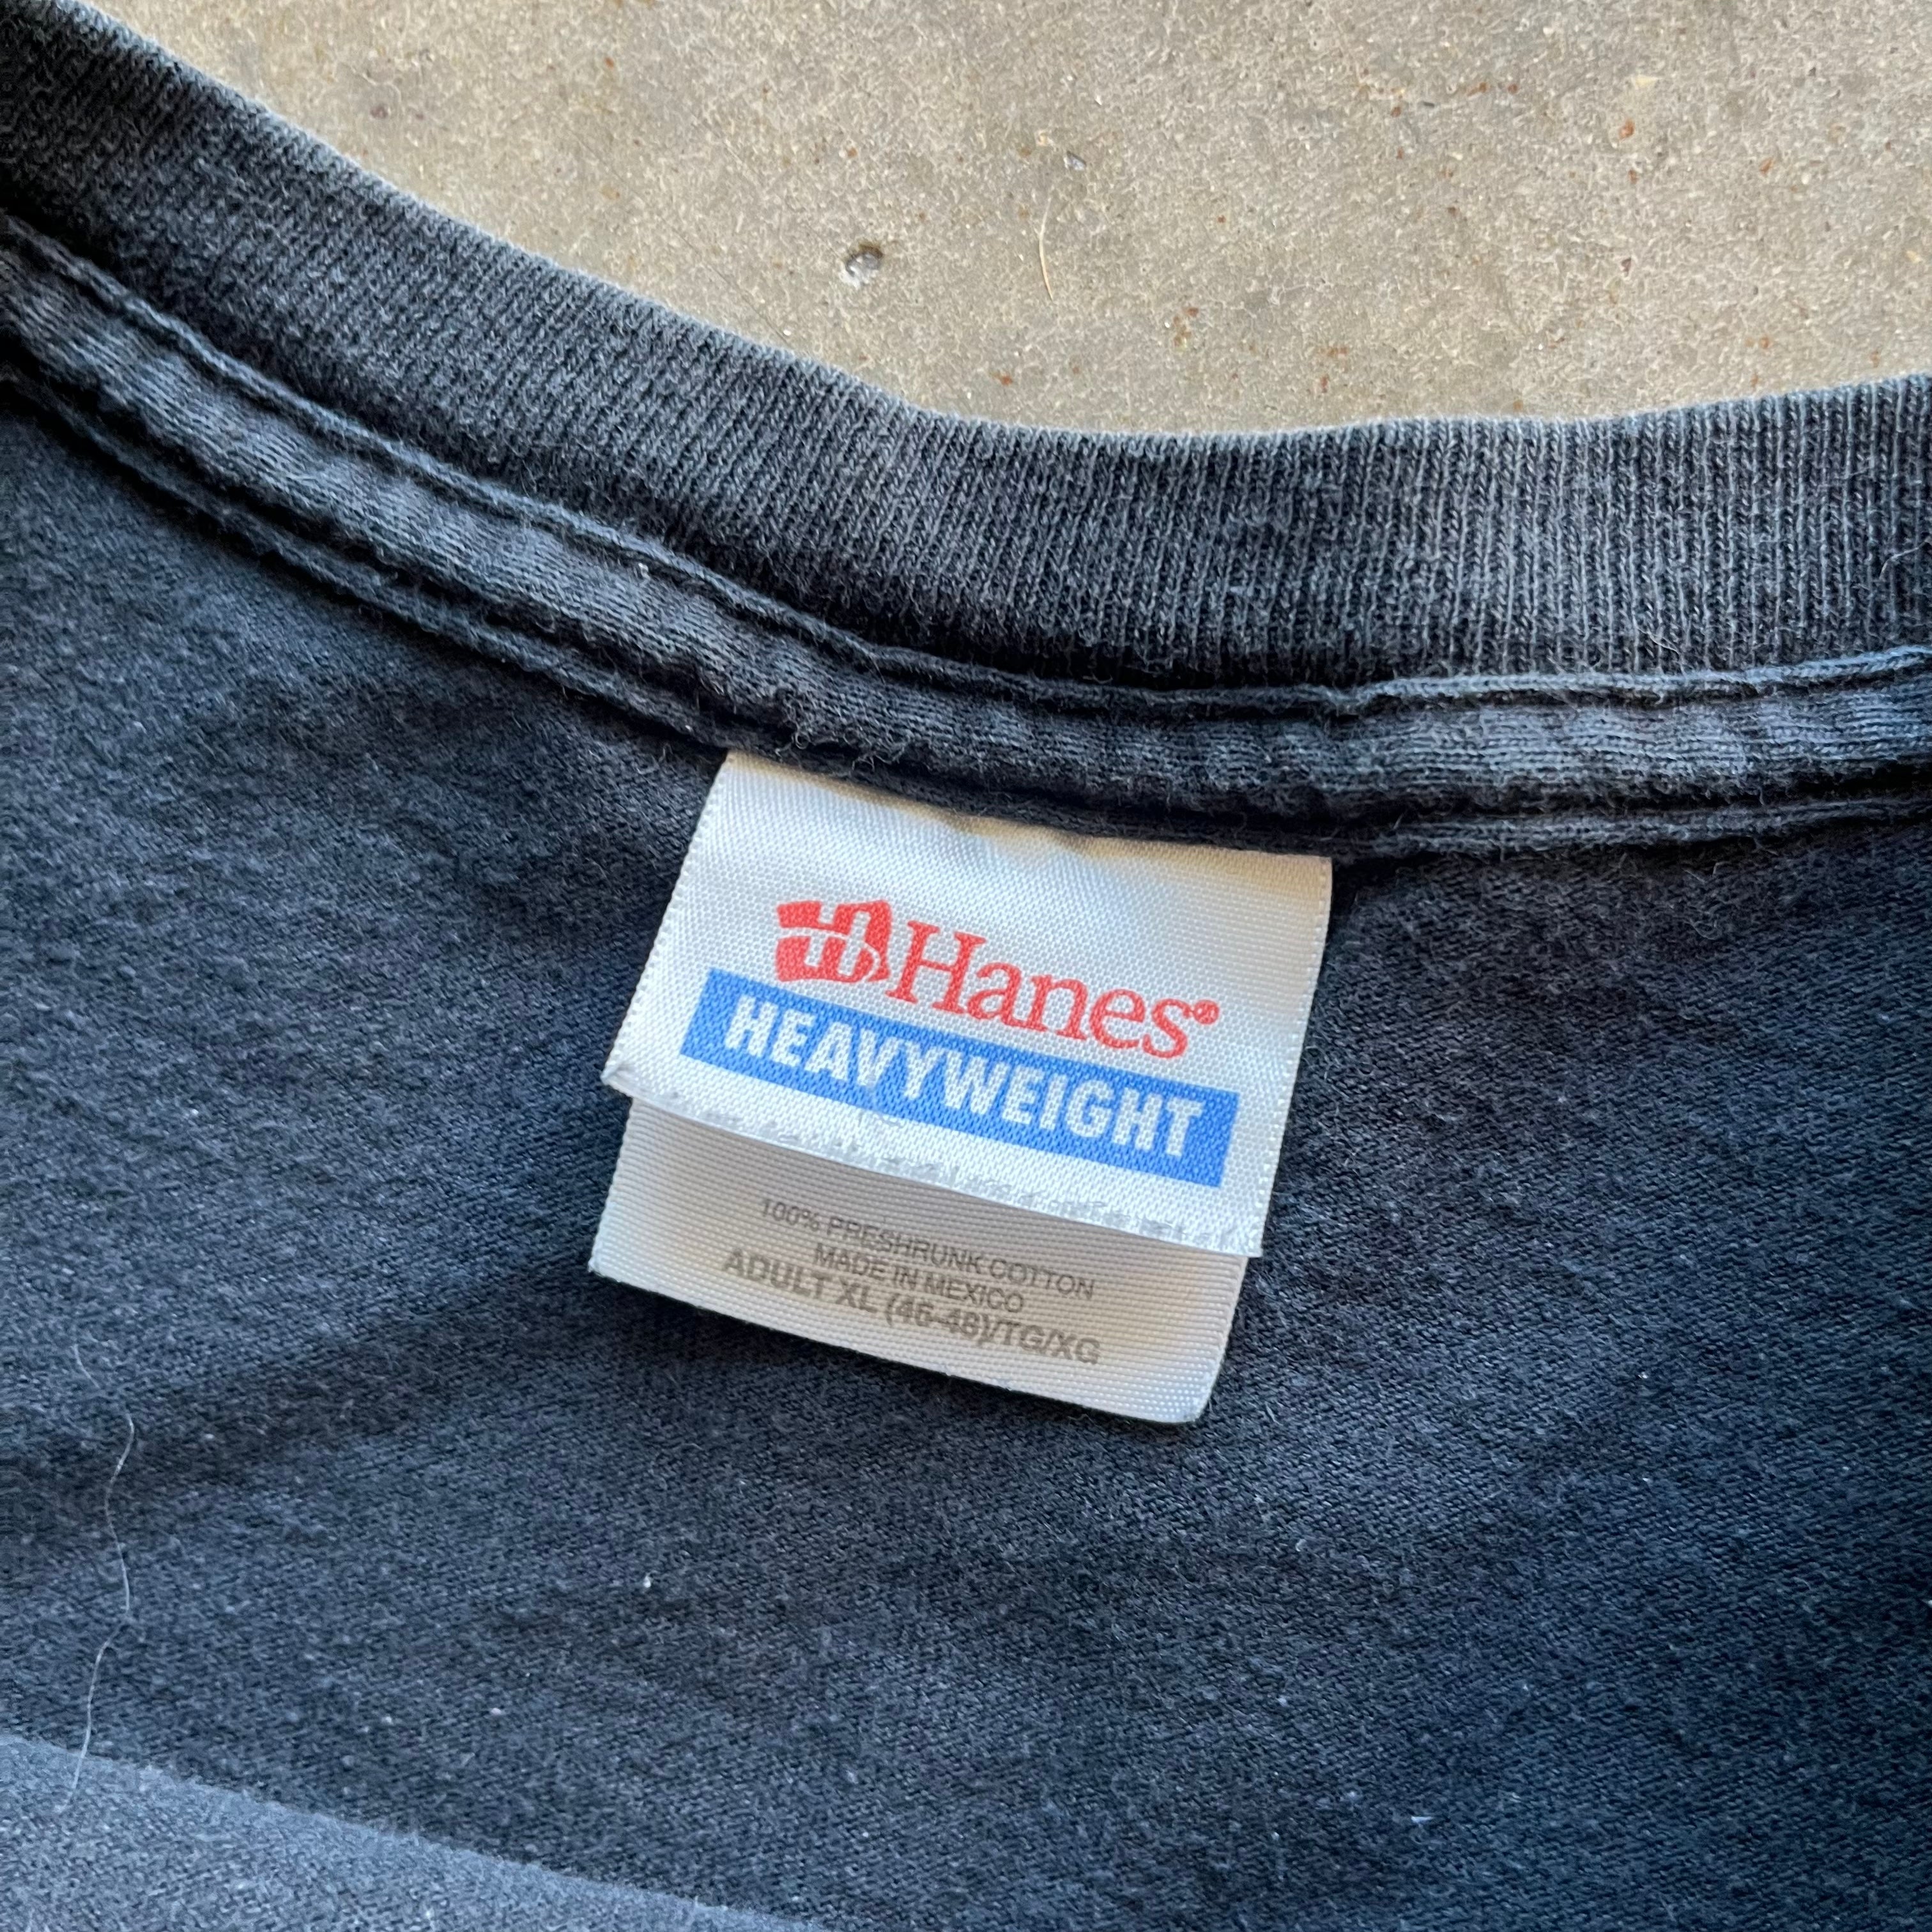 Hanes®
HEAVYWEIGHT
100% PRESHRUNK COTTON
MADE IN MEXICO
ADULT XL (46-48)/TG/XG